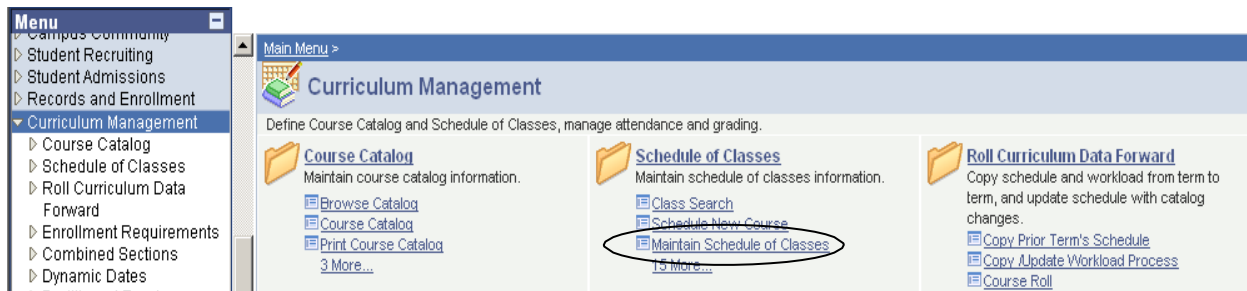 Menu
Campus Community
Student Recruiting
Student Admissions
Records and Enrollment
Curriculum Management
Course Catalog
Schedule of Classes
Roll Curriculum Data
Forward
Enrollment Requirements
Combined Sections
Dynamic Dates
Main Menu >
Curriculum Management
Define Course Catalog and Schedule of Classes, manage attendance and grading.
Course Catalog
Maintain course catalog information.
Browse Catalog
Course Catalog
Print Course Catalog
3 More...
Schedule of Classes
Maintain schedule of classes information.
Class Search
Schedule New Course
Maintain Schedule of Classes
15 More...
Roll Curriculum Data Forward
Copy schedule and workload from term to
term, and update schedule with catalog
changes.
Copy Prior Term's Schedule
Copy /Update Workload Process
Course Roll